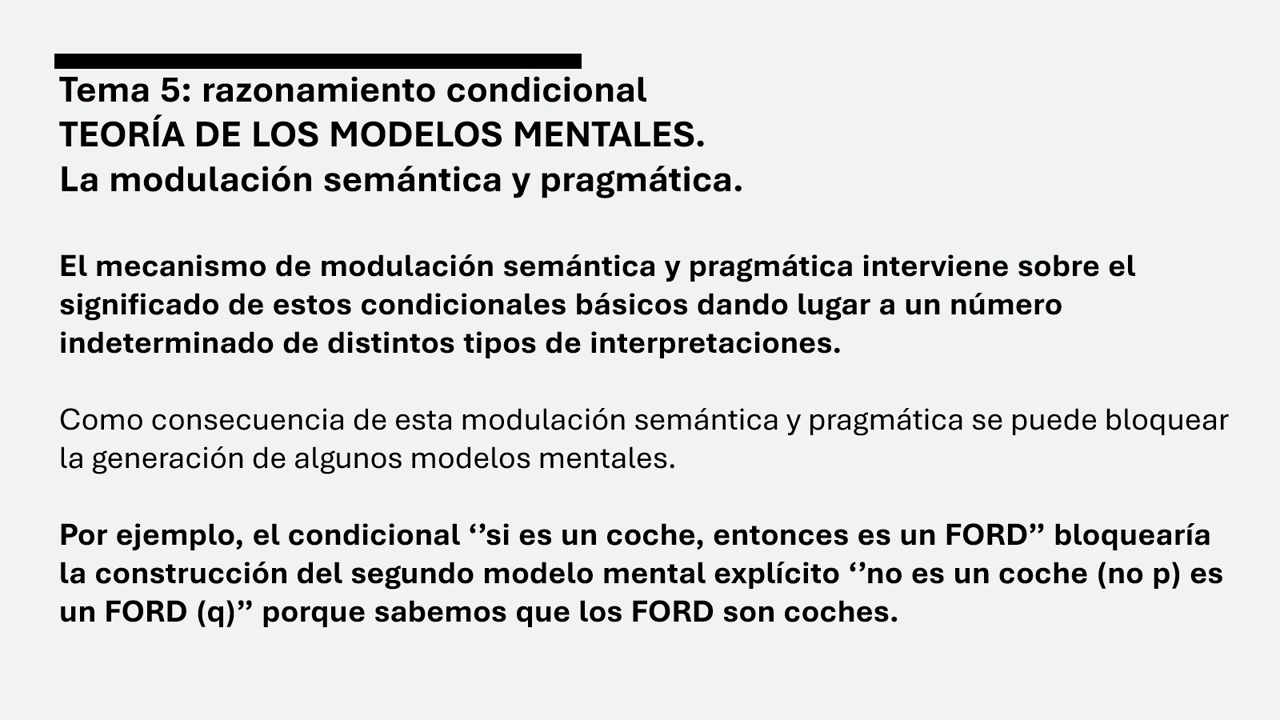 Tema 5: razonamiento condicional
TEORÍA DE LOS MODELOS MENTALES.
La modulación semántica y pragmática.
El mecanismo de modulación semántica y pragmática interviene sobre el
significado de estos condicionales básicos dando lugar a un número
indeterminado de distintos tipos de interpretaciones.
Como consecuencia de esta modulación semántica y pragmática se puede bloquear
la generación de algunos modelos mentales.
Por ejemplo, el condicional ‘’si es un coche, entonces es un FORD” bloquearía
la construcción del segundo modelo mental explícito ‘’no es un coche (no p) es
un FORD (q)” porque sabemos que los FORD son coches.